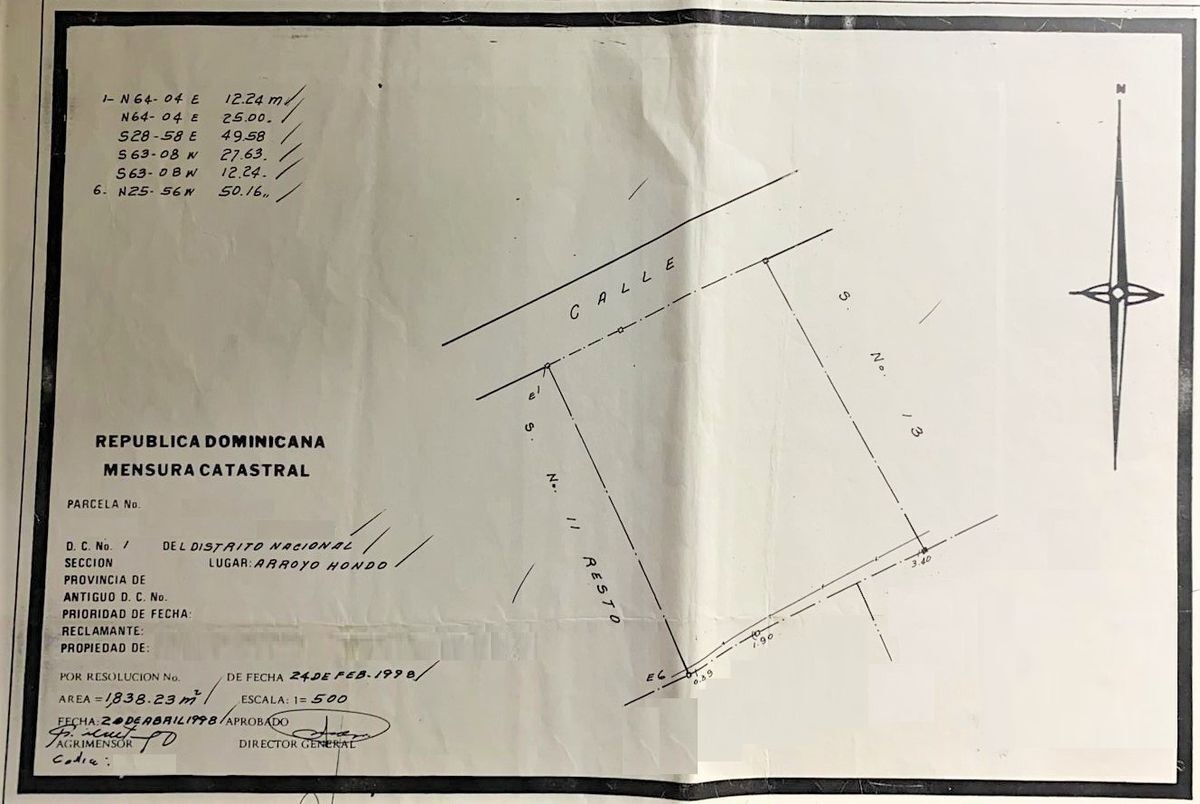 1- N64-04 E 12.24 m
N64-04 E 25.00.
S28-58 E 49.58
S63-08 W 27.63.
S63-08 W 12.24.
6. N25-56 W 50.16,,
N
CALLE
S. No. 13
E1
S. No. 11 RESTO
REPUBLICA DOMINICANA
MENSURA CATASTRAL
PARCELA No.
D. C. No. 1 DEL DISTRITO NACIONAL
SECCION LUGAR: ARROYO HONDO
PROVINCIA DE
ANTIGUO D. C. No.
PRIORIDAD DE FECHA:
RECLAMANTE:
PROPIEDAD DE:
3.40
1.90
E6
0.89
POR RESOLUCION No. DE FECHA 24 DE FEB. 1998
AREA = 1,838.23 m² ESCALA: 1= 500
FECHA: DE ABRIL 1998 APROBADO
AGRIMENSOR DIRECTOR GENERAL
Codia: